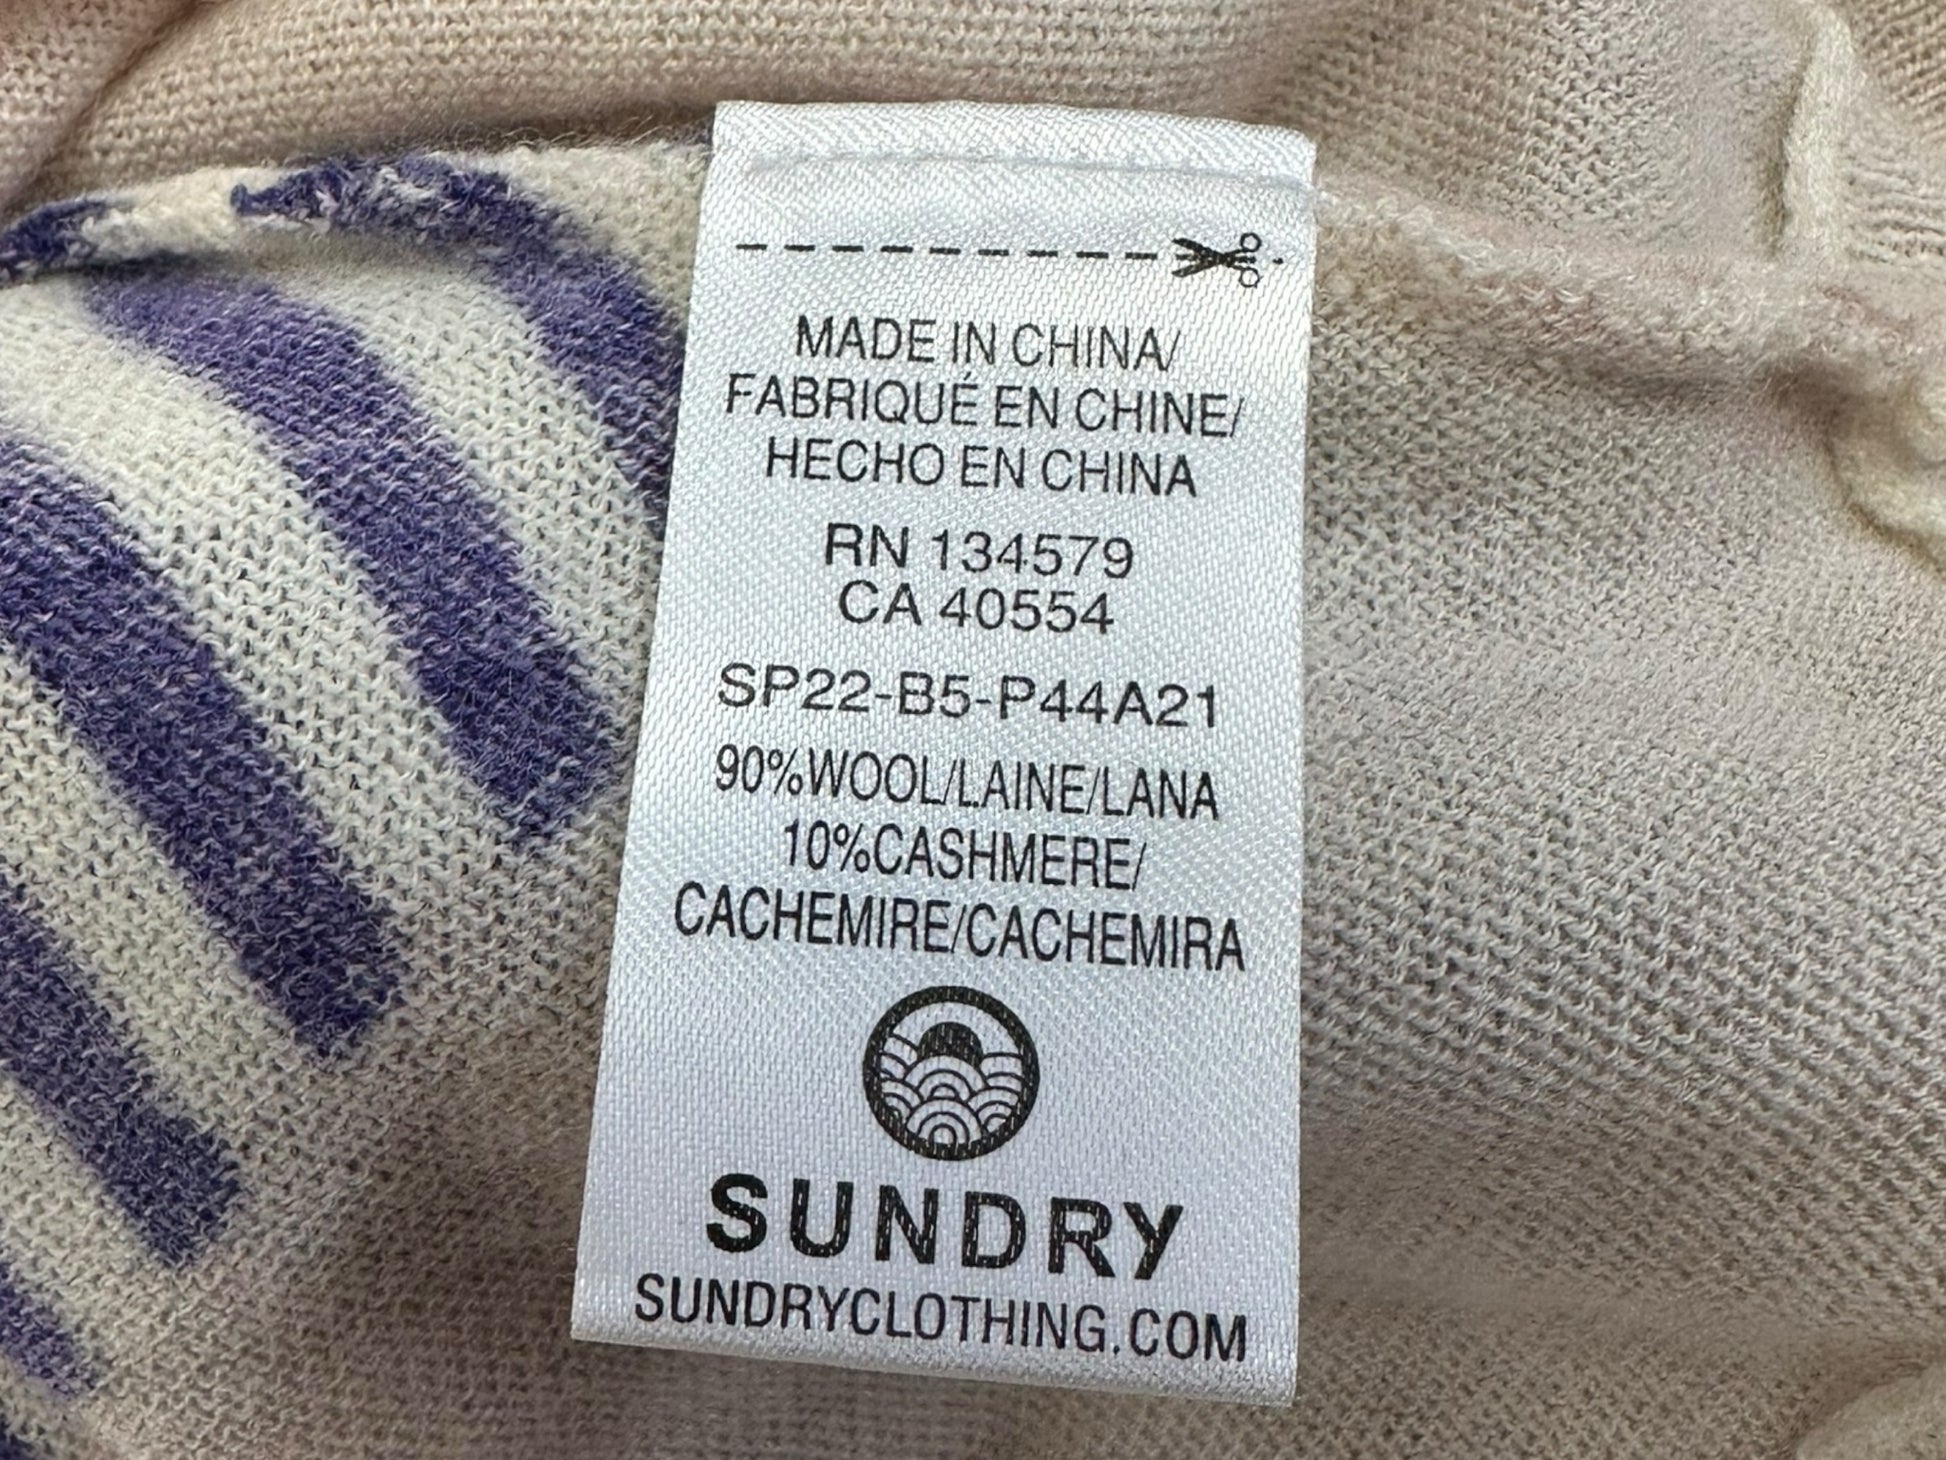 MADE IN CHINA/
FABRIQUÉ EN CHINE/
HECHO EN CHINA
RN 134579
CA 40554
SP22-B5-P44A21
90%WOOL/LAINE/LANA
10%CASHMERE/
CACHEMIRE/CACHEMIRA
SUNDRY
SUNDRYCLOTHING.COM